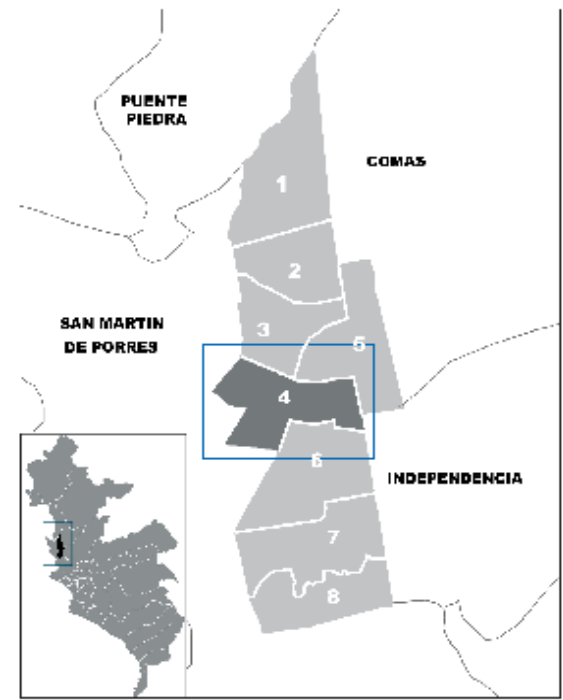 PUENTE
PIEDRA
COMAS
1
2
SAN MARTIN
DE PORRES
3
5
4
6
INDEPENDENCIA
7
8